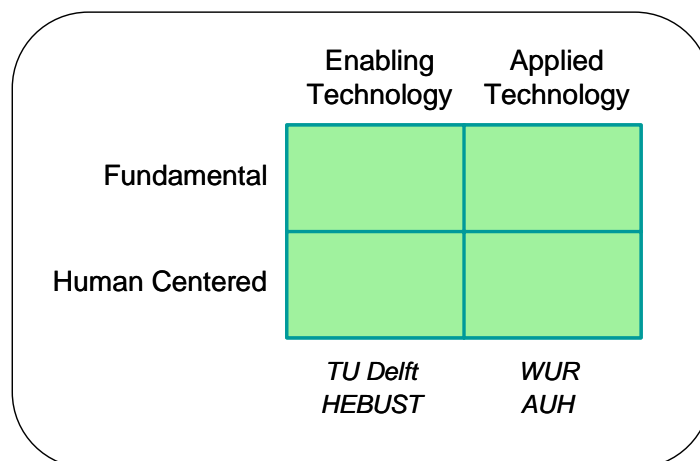 Enabling Technology
Applied Technology
Fundamental
Human Centered
TU Delft
HEBUST
WUR
AUH